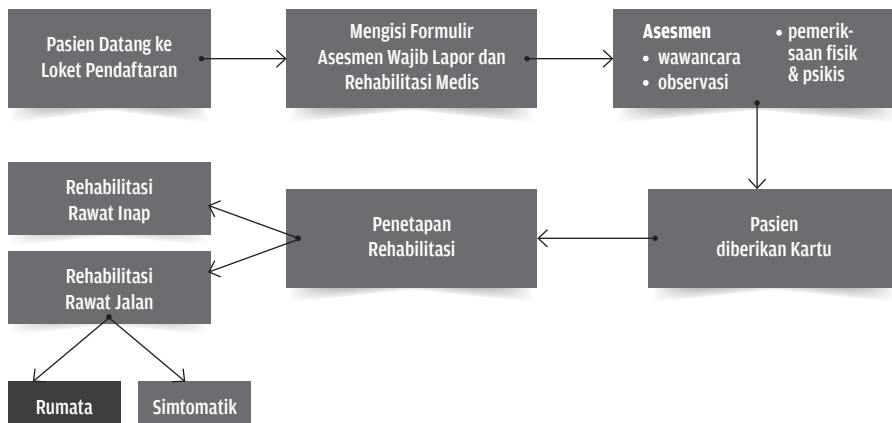 Pasien Datang ke
Loket Pendaftaran
Mengisi Formulir
Asesmen Wajib Lapor dan
Rehabilitasi Medis
Asesmen
• wawancara
• observasi
• pemerik-
saan fisik
& psikis
Pasien
diberikan Kartu
Penetapan
Rehabilitasi
Rehabilitasi
Rawat Inap
Rehabilitasi
Rawat Jalan
Rumata
Simtomatik